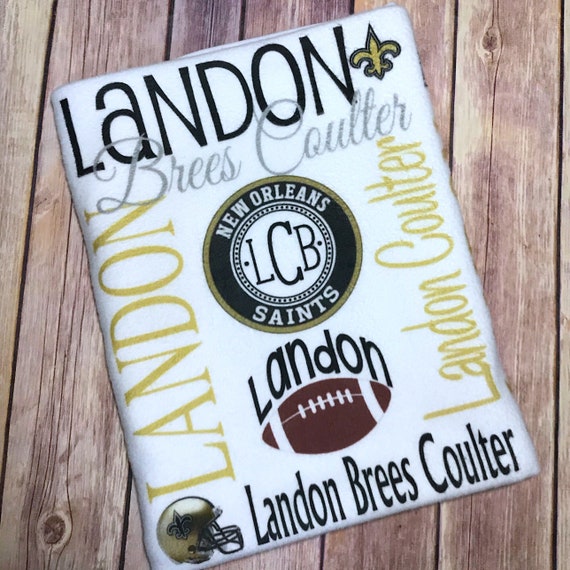 LANDON
Brees Coulter
LANDON
NEW ORLEANS
LCB
SAINTS
Landon Coulter
Landon
Landon Brees Coulter